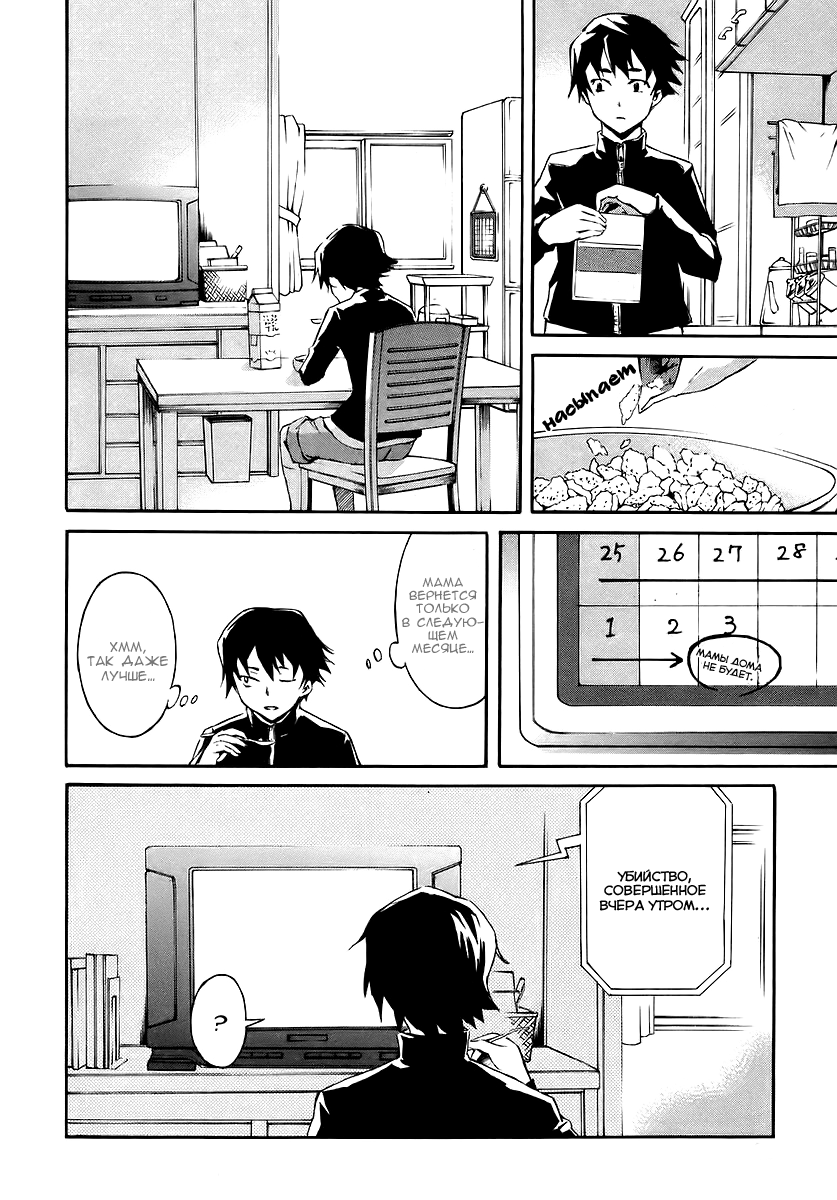 насыпает
25 26 27 28
1 2 3
МАМЫ ДОМА
НЕ БУДЕТ.
МАМА
ВЕРНЕТСЯ
ТОЛЬКО
В СЛЕДУЮ-
ЩЕМ
МЕСЯЦЕ...
ХММ,
ТАК ДАЖЕ
ЛУЧШЕ...
УБИЙСТВО,
СОВЕРШЕННОЕ
ВЧЕРА УТРОМ...
?